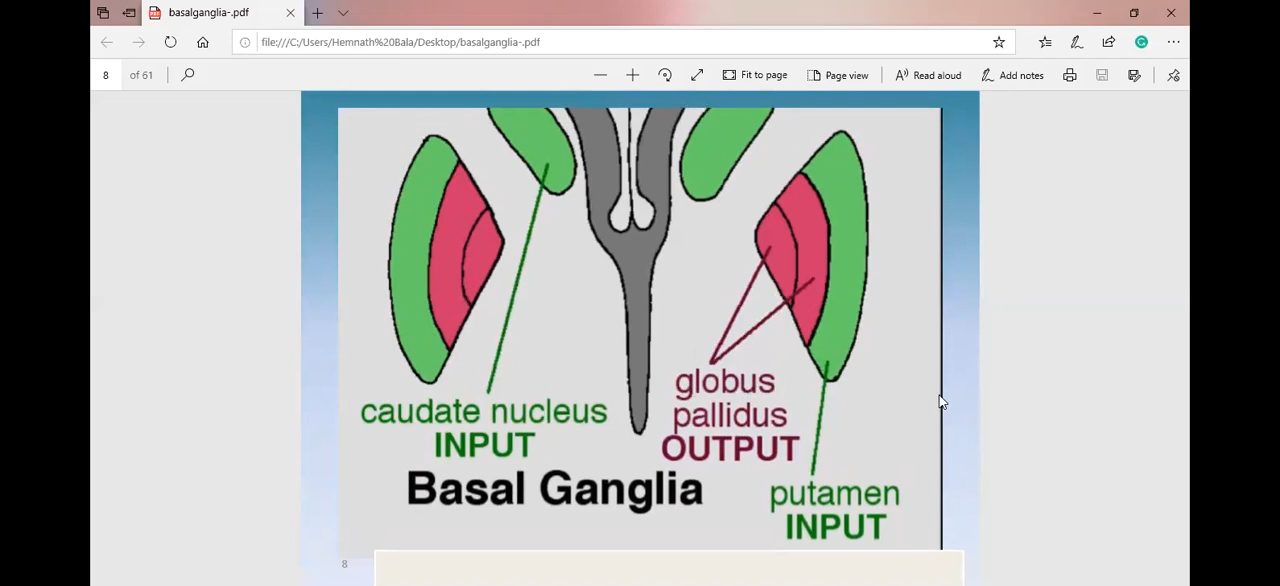 basalganglia-.pdf
file:///C:/Users/Hemnath%20Bala/Desktop/basalganglia-.pdf
8 of 61
Fit to page
Page view
Read aloud
Add notes
caudate nucleus
INPUT
globus
pallidus
OUTPUT
Basal Ganglia
putamen
INPUT
8